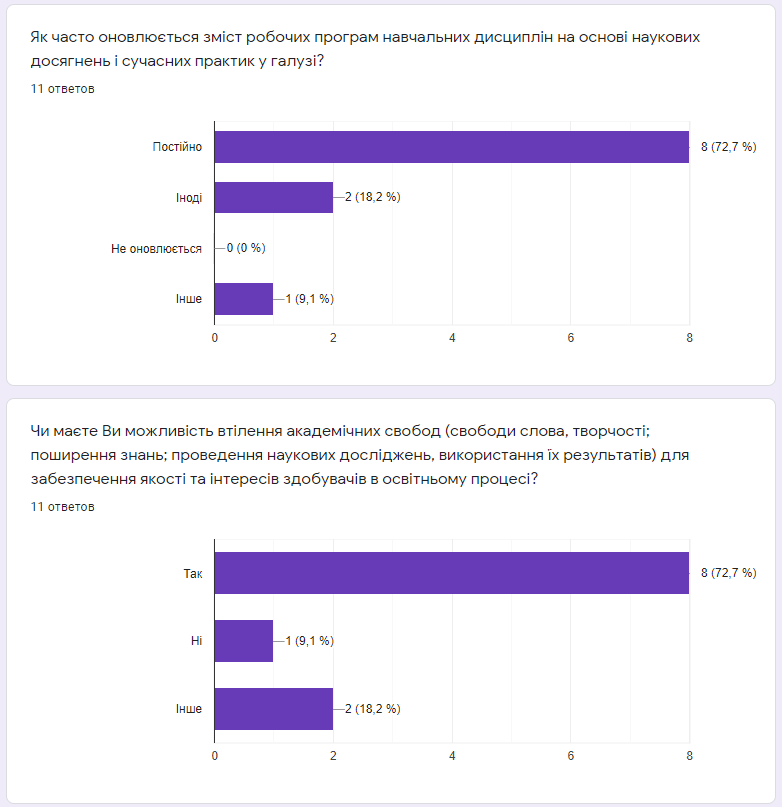 Як часто оновлюється зміст робочих програм навчальних дисциплін на основі наукових
досягнень і сучасних практик у галузі?
11 ответов
Постійно
8 (72,7 %)
Іноді
2 (18,2 %)
Не оновлюється
0 (0 %)
Інше
1 (9,1 %)
0 2 4 6 8
Чи маєте Ви можливість втілення академічних свобод (свободи слова, творчості;
поширення знань; проведення наукових досліджень, використання їх результатів) для
забезпечення якості та інтересів здобувачів в освітньому процесі?
11 ответов
Так
8 (72,7 %)
Ні
1 (9,1 %)
Інше
2 (18,2 %)
0 2 4 6 8